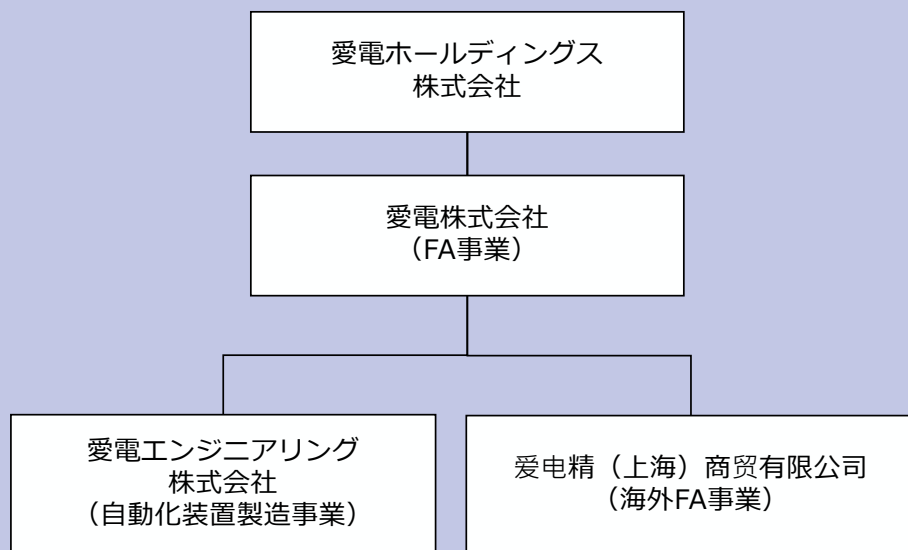 愛電ホールディングス
株式会社
愛電株式会社
（FA事業）
愛電エンジニアリング
株式会社
（自動化装置製造事業）
爱电精（上海）商贸有限公司
（海外FA事業）